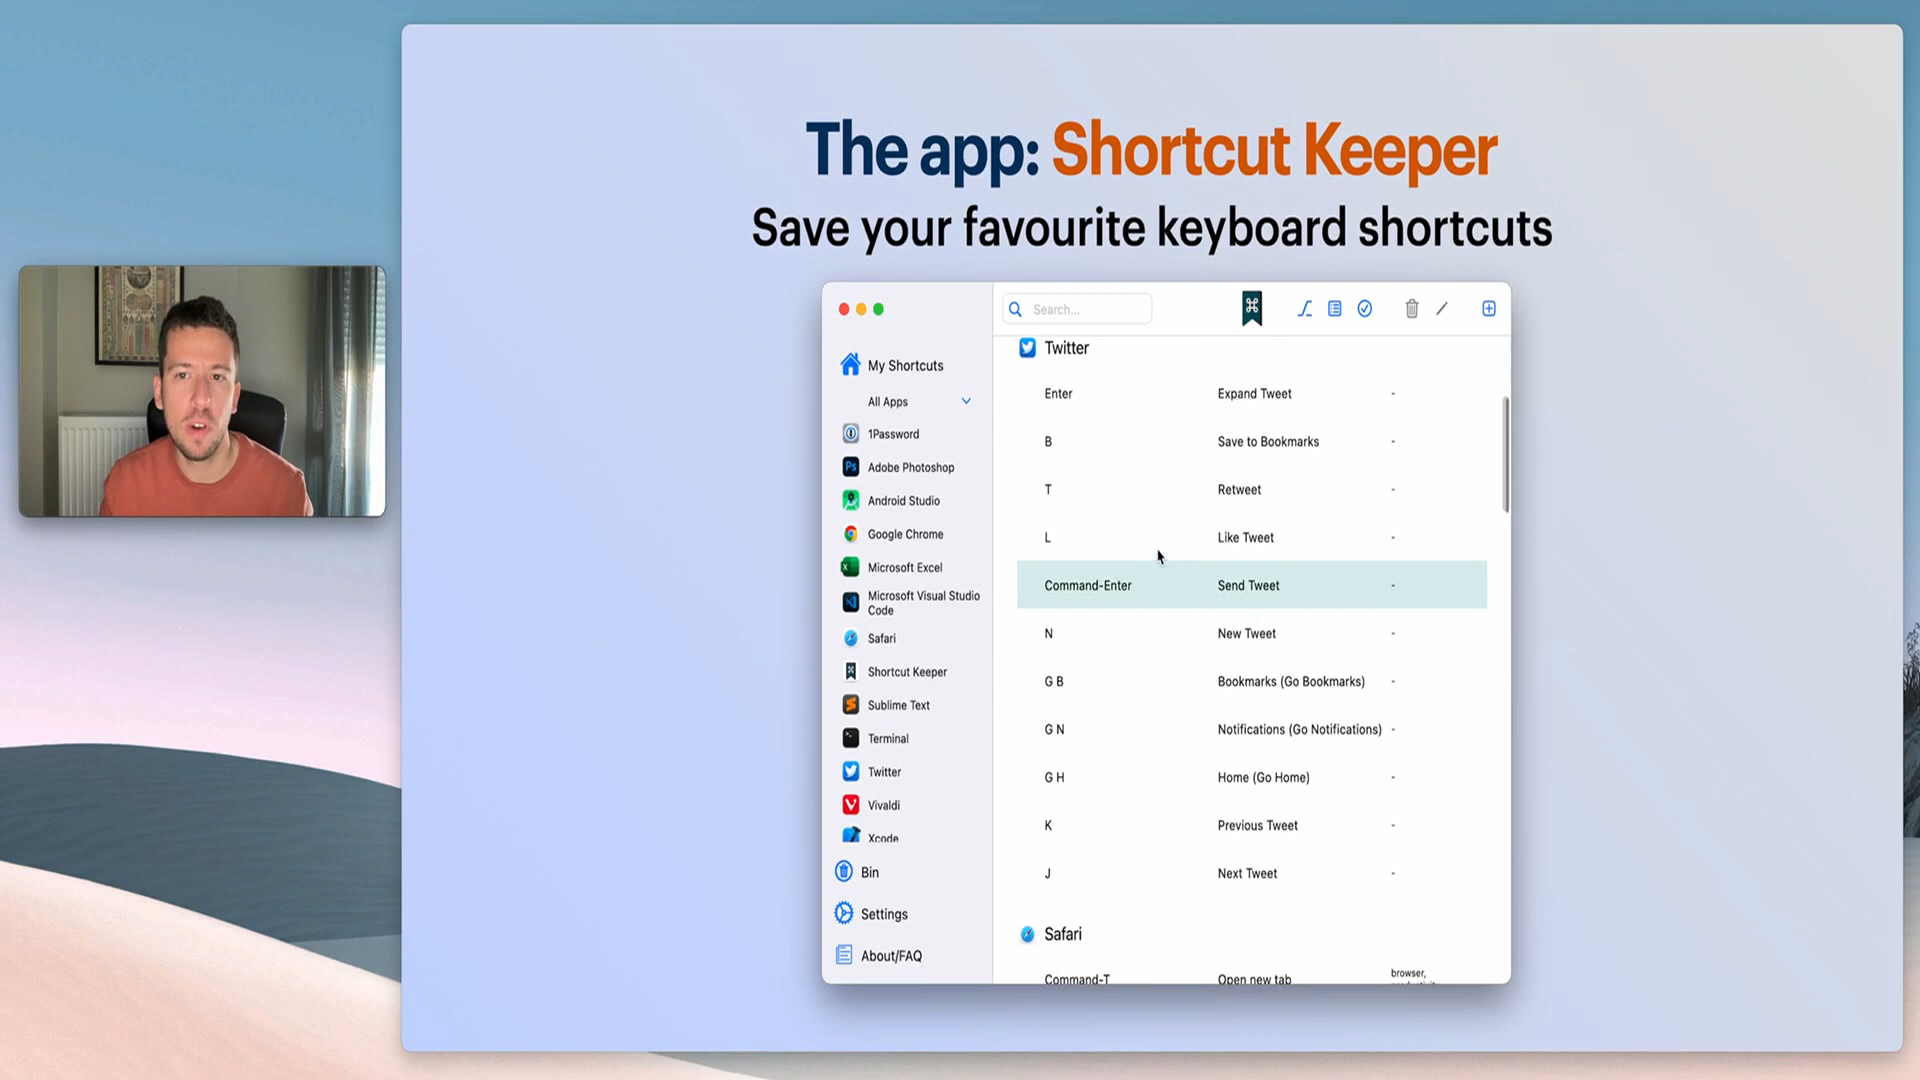 The app: Shortcut Keeper
Save your favourite keyboard shortcuts
Search...
My Shortcuts
All Apps
1Password
Ps Adobe Photoshop
Android Studio
Google Chrome
Microsoft Excel
Microsoft Visual Studio
Code
Safari
Shortcut Keeper
Sublime Text
Terminal
Twitter
Vivaldi
Xcode
Bin
Settings
About/FAQ
Twitter
Enter Expand Tweet -
B Save to Bookmarks -
T Retweet -
L Like Tweet -
Command-Enter Send Tweet -
N New Tweet -
G B Bookmarks (Go Bookmarks) -
G N Notifications (Go Notifications) -
G H Home (Go Home) -
K Previous Tweet -
J Next Tweet -
Safari
Command-T Open new tab browser,